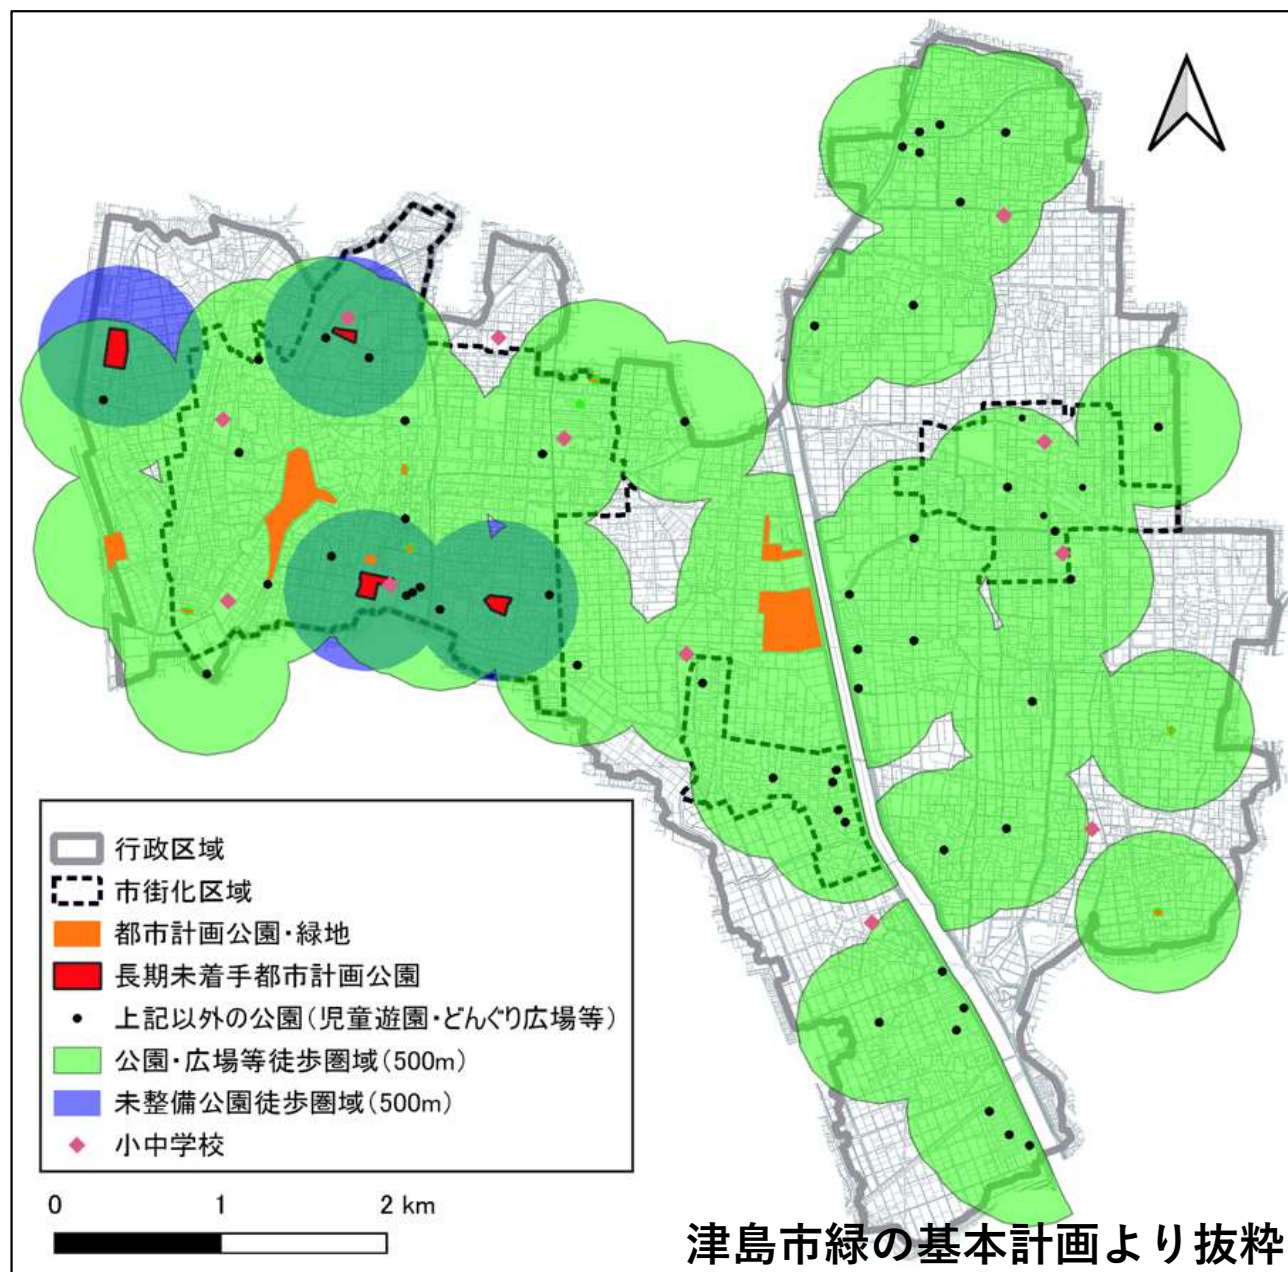 行政区域
市街化区域
都市計画公園・緑地
長期未着手都市計画公園
上記以外の公園(児童遊園・どんぐり広場等)
公園・広場等徒歩圏域(500m)
未整備公園徒歩圏域(500m)
小中学校
0 1 2 km
津島市緑の基本計画より抜粋